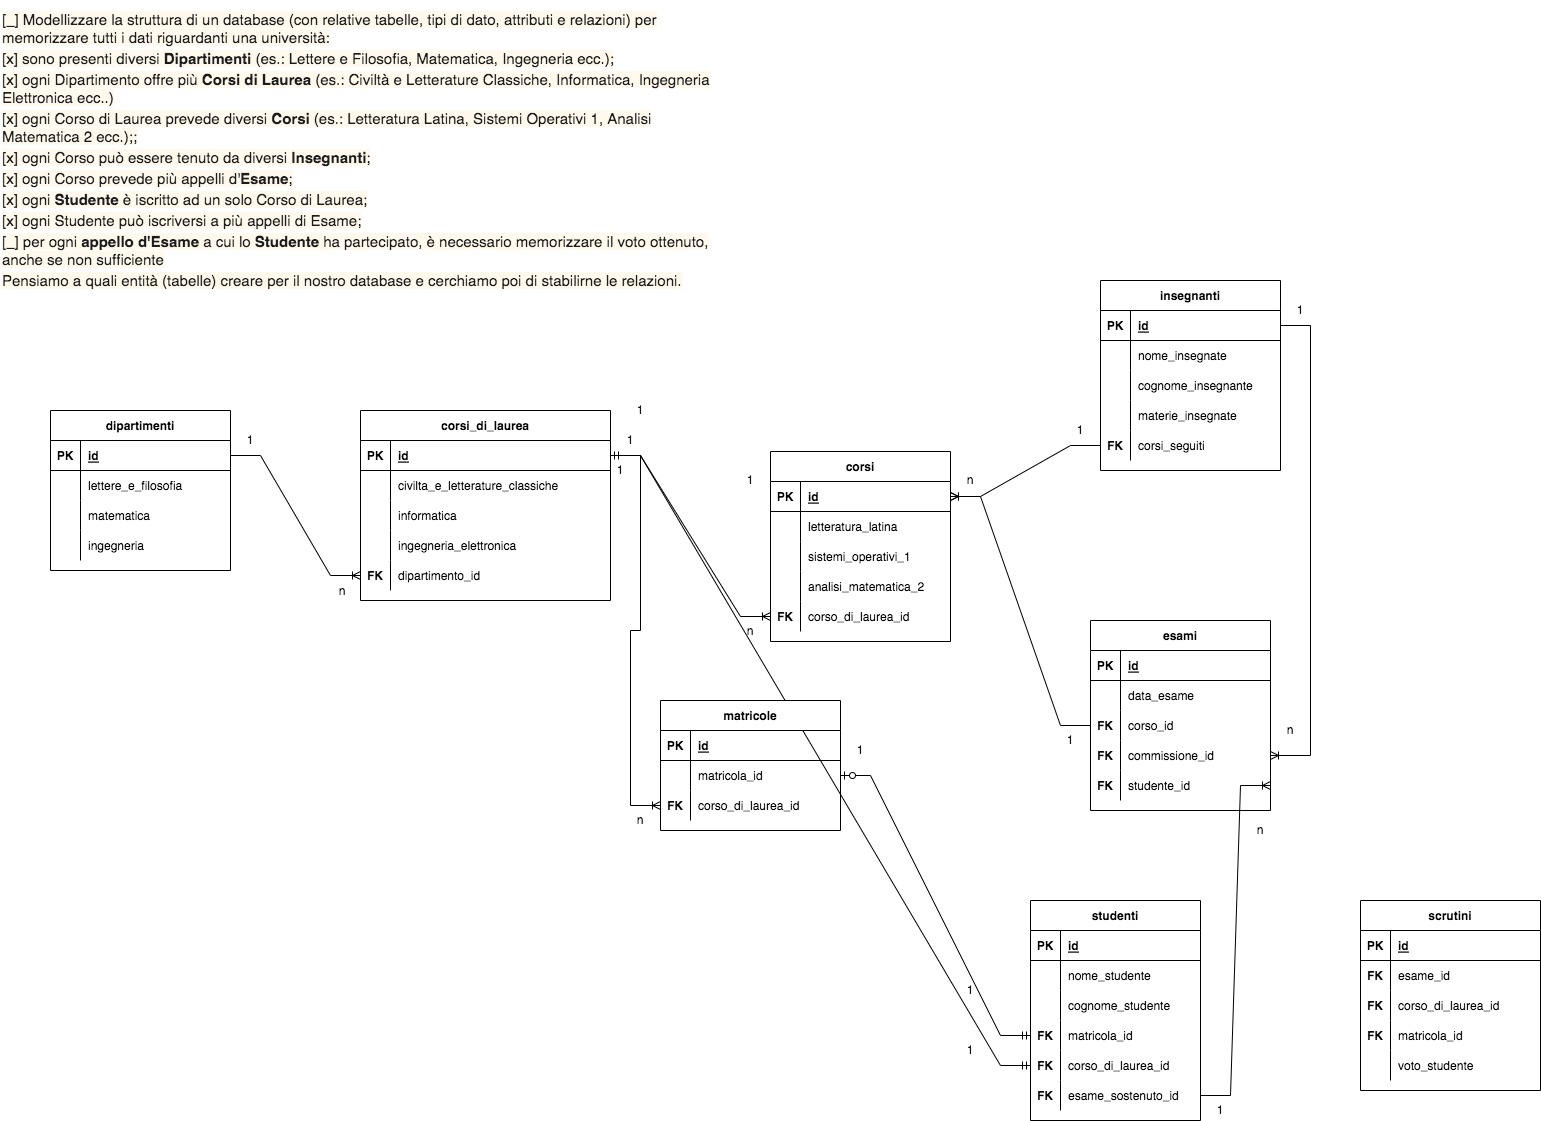 [_] Modellizzare la struttura di un database (con relative tabelle, tipi di dato, attributi e relazioni) per
memorizzare tutti i dati riguardanti una università:
[x] sono presenti diversi Dipartimenti (es.: Lettere e Filosofia, Matematica, Ingegneria ecc.);
[x] ogni Dipartimento offre più Corsi di Laurea (es.: Civiltà e Letterature Classiche, Informatica, Ingegneria
Elettronica ecc..)
[x] ogni Corso di Laurea prevede diversi Corsi (es.: Letteratura Latina, Sistemi Operativi 1, Analisi
Matematica 2 ecc.);;
[x] ogni Corso può essere tenuto da diversi Insegnanti;
[x] ogni Corso prevede più appelli d'Esame;
[x] ogni Studente è iscritto ad un solo Corso di Laurea;
[x] ogni Studente può iscriversi a più appelli di Esame;
[_] per ogni appello d'Esame a cui lo Studente ha partecipato, è necessario memorizzare il voto ottenuto,
anche se non sufficiente
Pensiamo a quali entità (tabelle) creare per il nostro database e cerchiamo poi di stabilirne le relazioni.
insegnanti
PK id
nome_insegnate
cognome_insegnante
materie_insegnate
FK corsi_seguiti
1
1
dipartimenti
PK id
lettere_e_filosofia
matematica
ingegneria
1
n
corsi_di_laurea
PK id
civilta_e_letterature_classiche
informatica
ingegneria_elettronica
FK dipartimento_id
1
1
1
1
n
corsi
PK id
letteratura_latina
sistemi_operativi_1
analisi_matematica_2
FK corso_di_laurea_id
n
esami
PK id
data_esame
FK corso_id
FK commissione_id
FK studente_id
1
n
n
matricole
PK id
matricola_id
FK corso_di_laurea_id
n
1
studenti
PK id
nome_studente
cognome_studente
FK matricola_id
FK corso_di_laurea_id
FK esame_sostenuto_id
1
1
1
scrutini
PK id
FK esame_id
FK corso_di_laurea_id
FK matricola_id
voto_studente